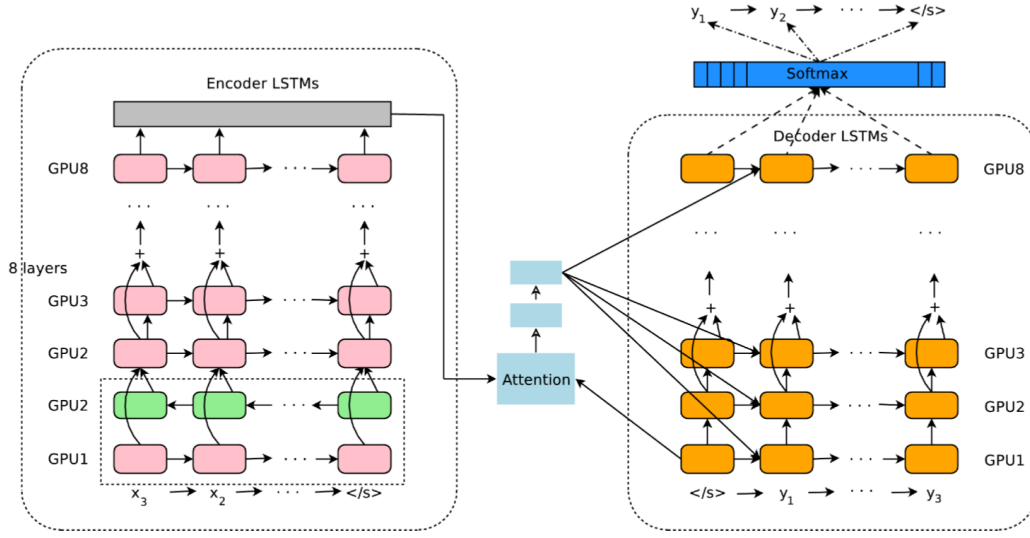 y1 y2 · · · </s>
Softmax
Encoder LSTMs
Decoder LSTMs
GPU8 · · ·
· · · GPU8
· · · · · · · · ·
· · · · · · · · ·
+ + +
8 layers
+ + +
GPU3 · · ·
GPU2 · · ·
· · · GPU3
Attention
GPU2 · · ·
· · · GPU2
GPU1 · · ·
· · · GPU1
x3 x2 · · · </s>
</s> y1 · · · y3